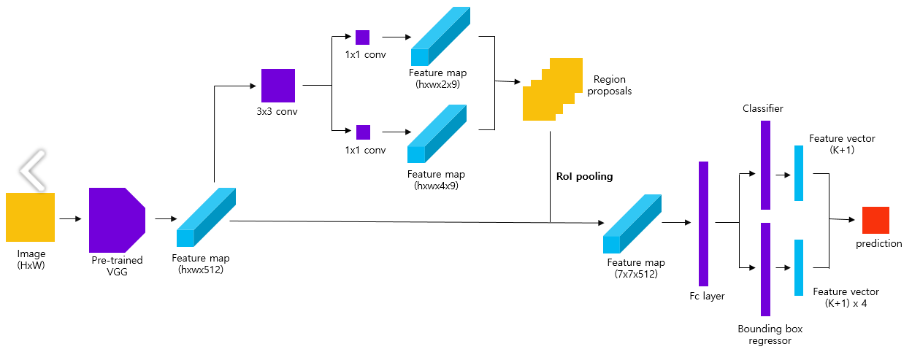 1x1 conv
Feature map
(hxwx2x9)
3x3 conv
Region
proposals
1x1 conv
Feature map
(hxwx4x9)
Image
(HxW)
Pre-trained
VGG
Feature map
(hxwx512)
RoI pooling
Feature map
(7x7x512)
Fc layer
Classifier
Feature vector
(K+1)
Bounding box
regressor
Feature vector
(K+1) x 4
prediction